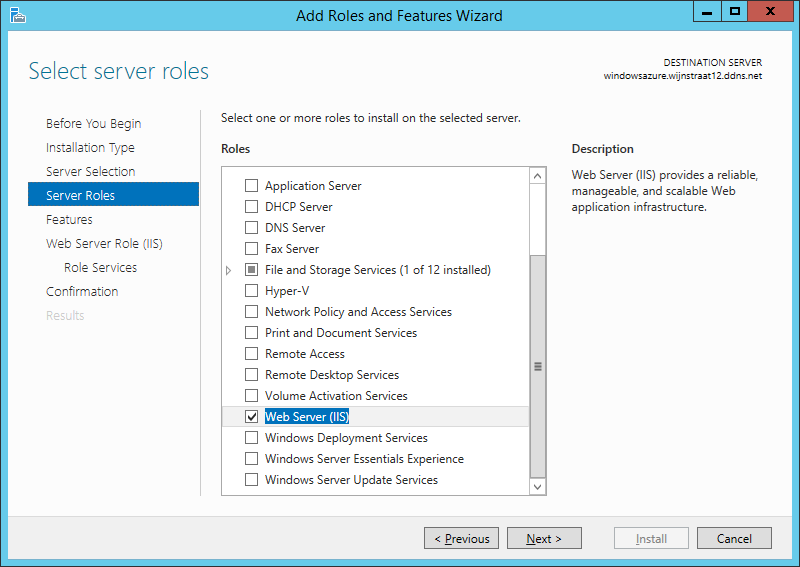 Add Roles and Features Wizard
Select server roles
DESTINATION SERVER
windowsazure.wijnstraat12.ddns.net
Before You Begin
Installation Type
Server Selection
Server Roles
Features
Web Server Role (IIS)
Role Services
Confirmation
Results
Select one or more roles to install on the selected server.
Roles
Application Server
DHCP Server
DNS Server
Fax Server
File and Storage Services (1 of 12 installed)
Hyper-V
Network Policy and Access Services
Print and Document Services
Remote Access
Remote Desktop Services
Volume Activation Services
Web Server (IIS)
Windows Deployment Services
Windows Server Essentials Experience
Windows Server Update Services
Description
Web Server (IIS) provides a reliable,
manageable, and scalable Web
application infrastructure.
< Previous
Next >
Install
Cancel